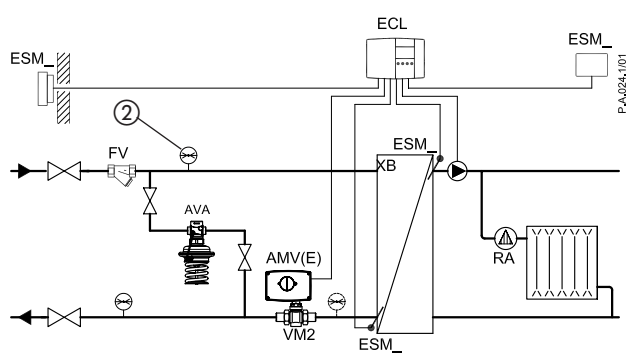 ECL
ESM_
ESM_
P.A.024.1/01
2
FV
ESM_
XB
AVA
AMV(E)
RA
VM2
ESM_